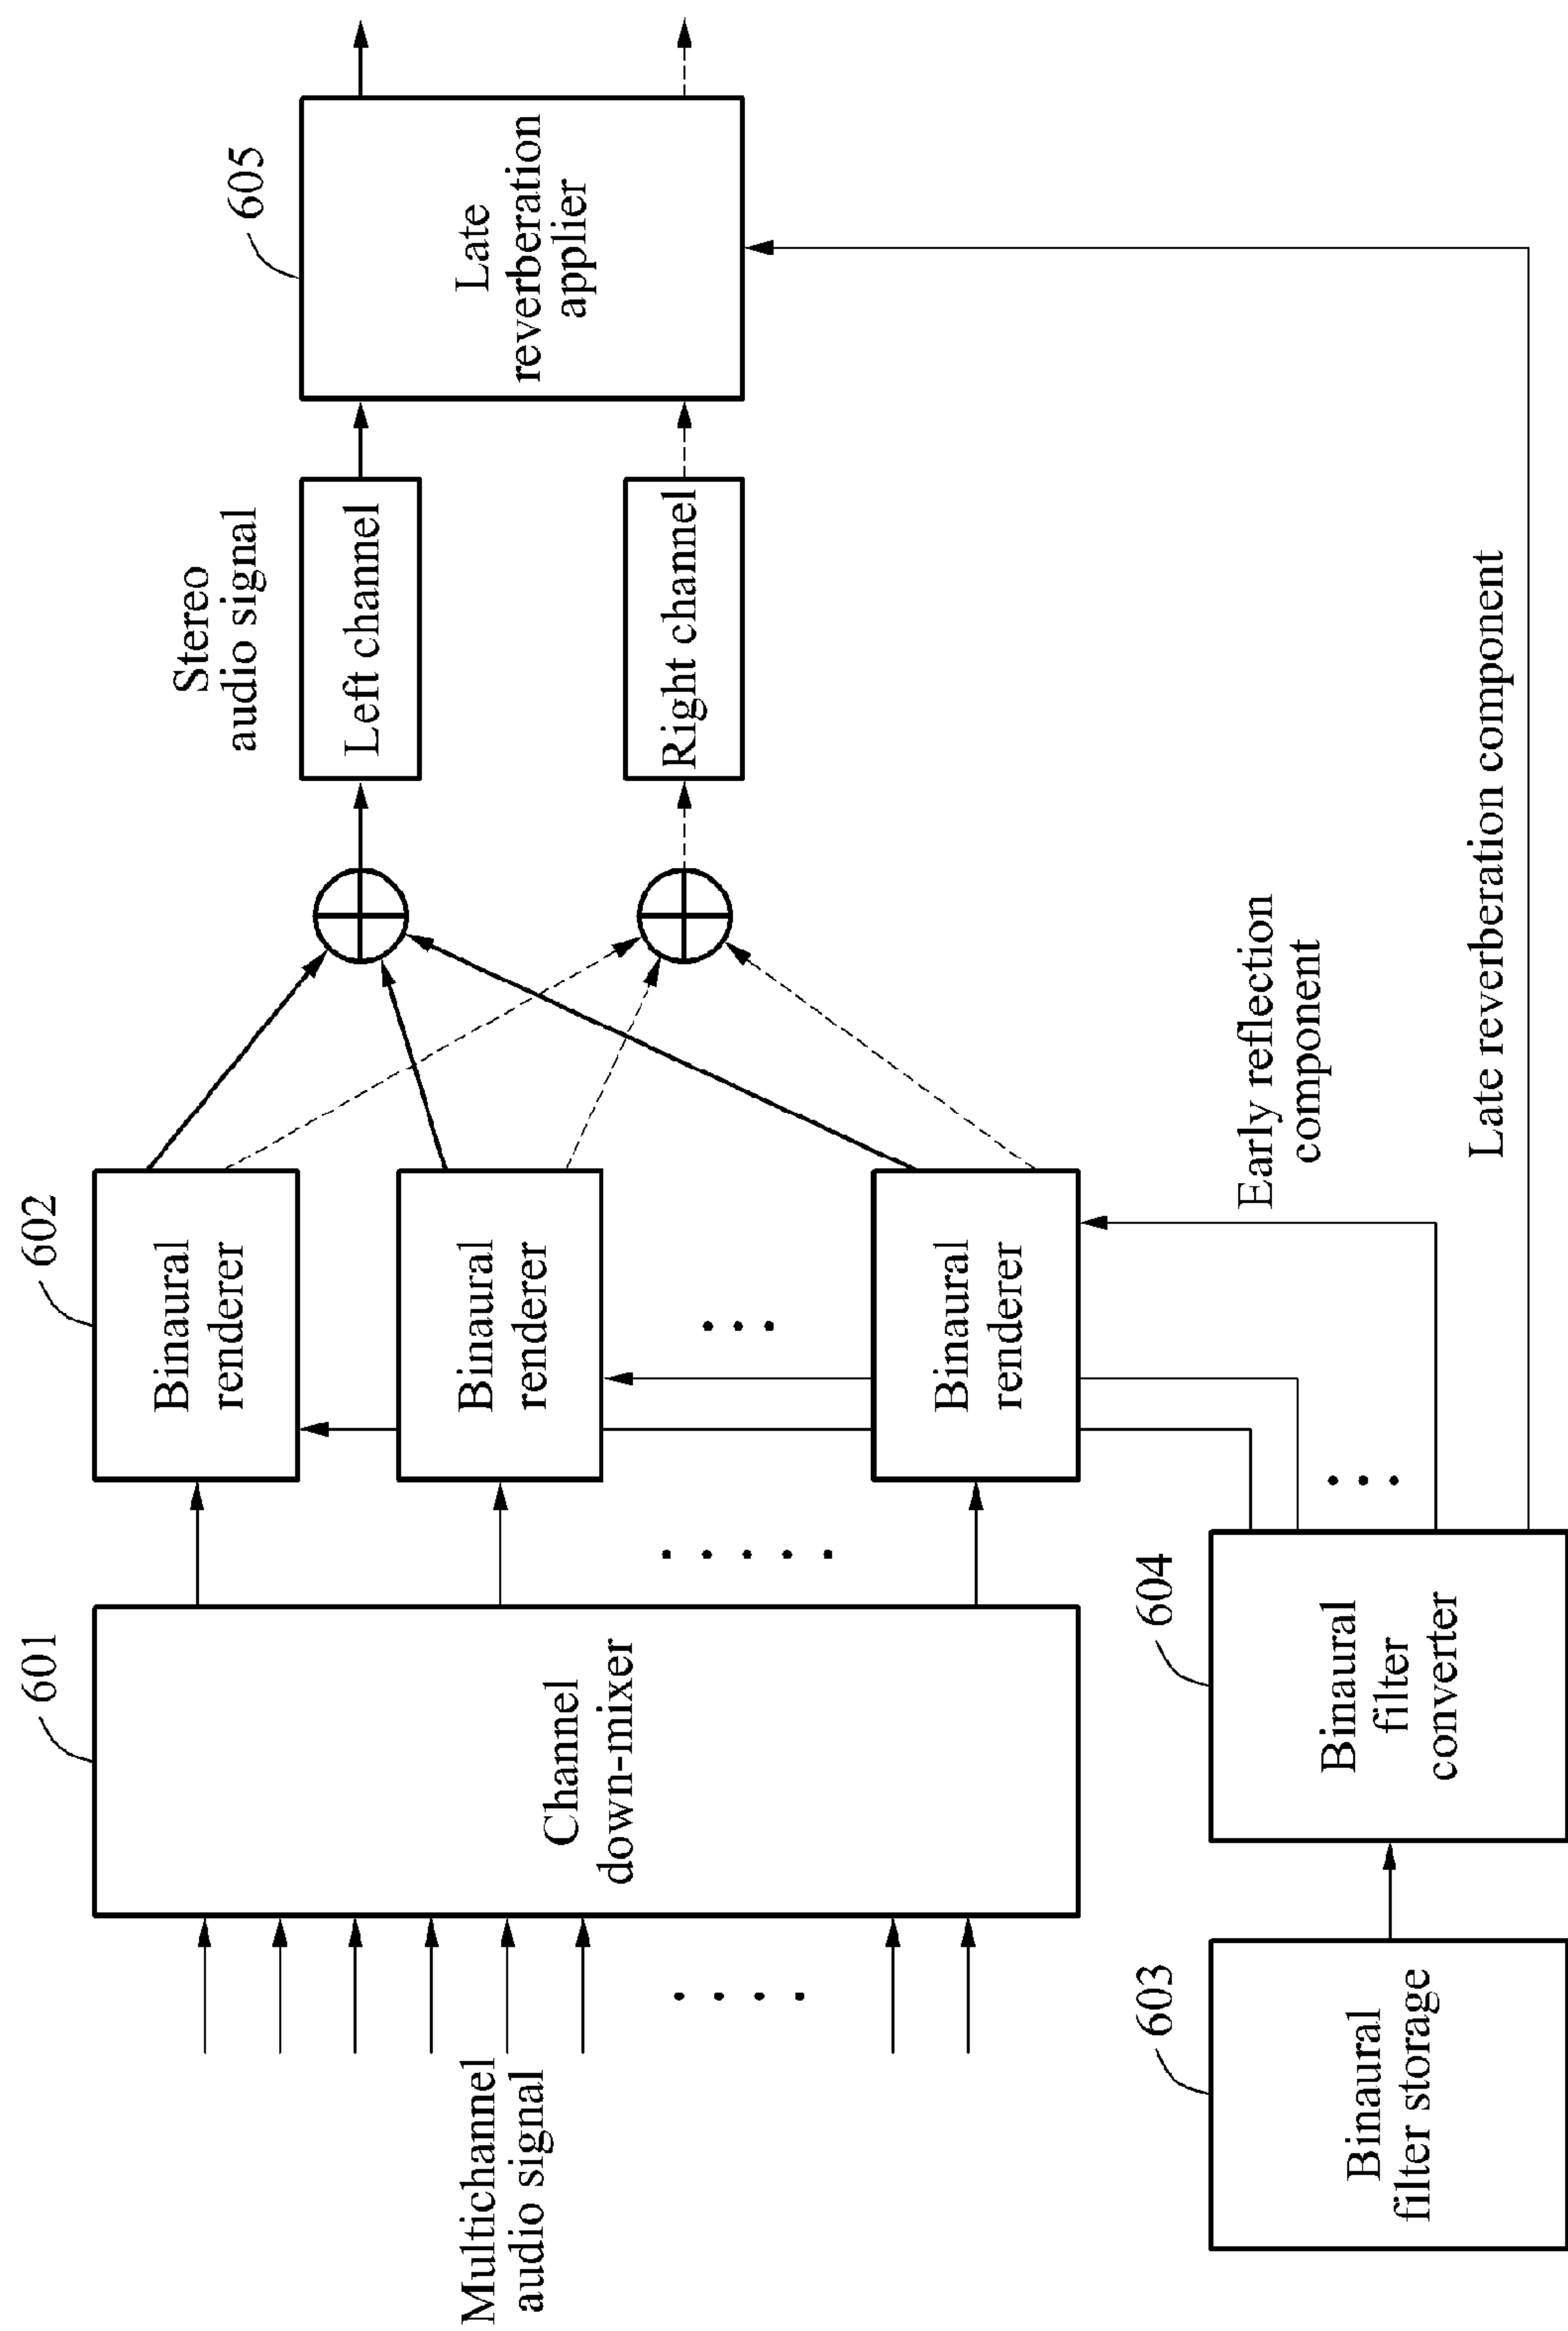 Multichannel
audio signal
601
Channel
down-mixer
602
Binaural
renderer
Binaural
renderer
Binaural
renderer
Stereo
audio signal
Left channel
Right channel
605
Late
reverberation
applier
603
Binaural
filter storage
604
Binaural
filter
converter
Early reflection
component
Late reverberation component